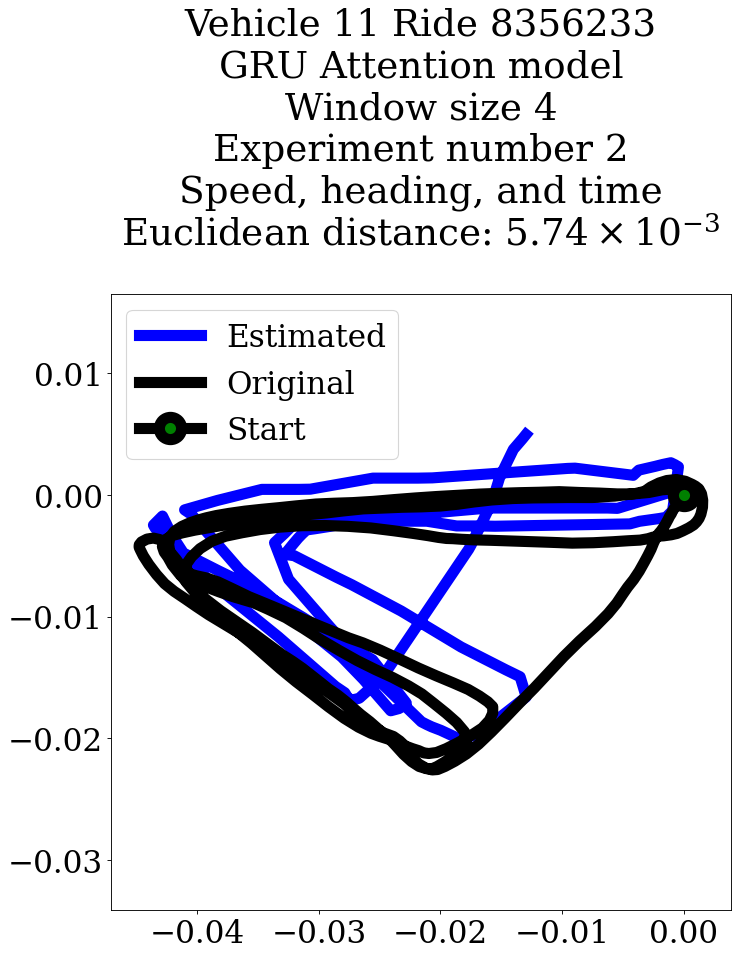 Vehicle 11 Ride 8356233
GRU Attention model
Window size 4
Experiment number 2
Speed, heading, and time
Euclidean distance: 5.74 × 10⁻³
Estimated
Original
Start
0.01
0.00
−0.01
−0.02
−0.03
−0.04 −0.03 −0.02 −0.01 0.00